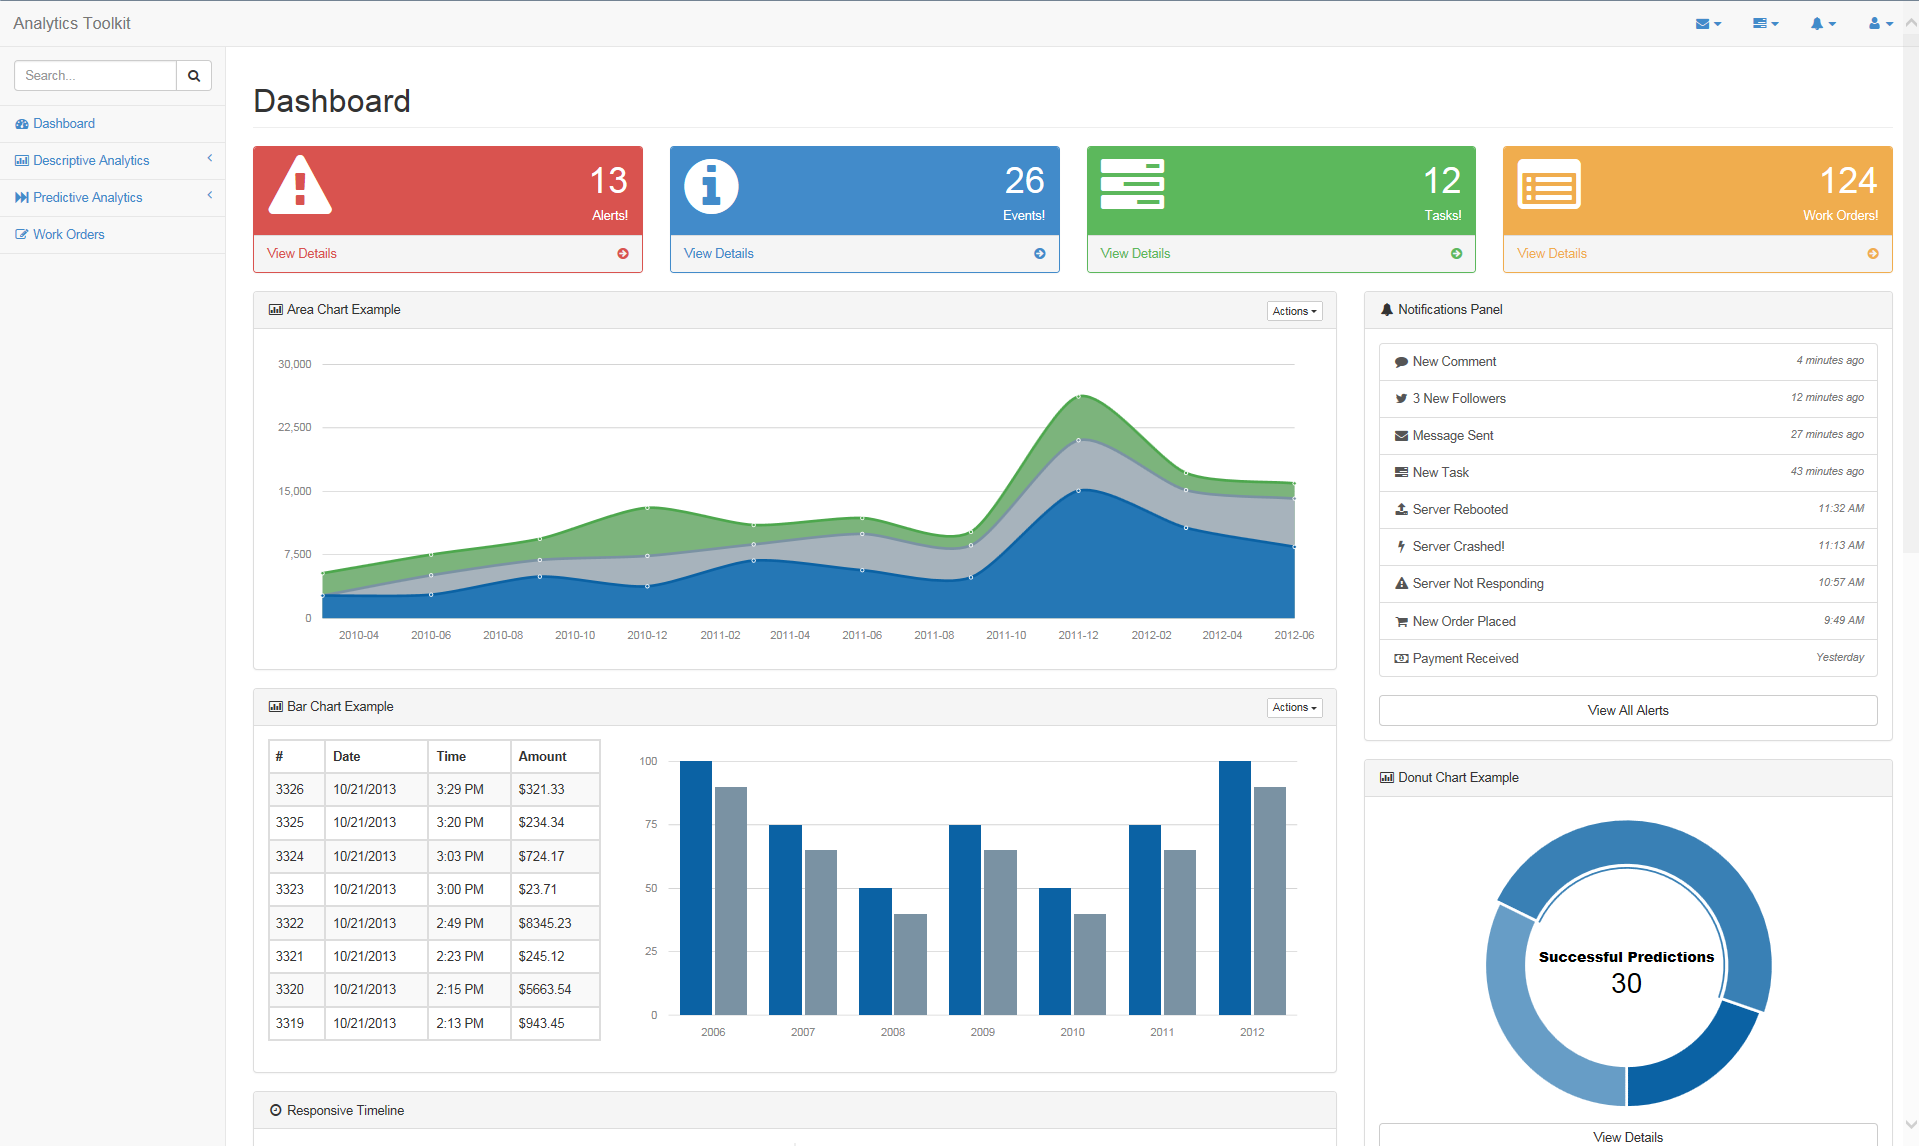 Analytics Toolkit
Search...
Dashboard
Descriptive Analytics
Predictive Analytics
Work Orders
Dashboard
13
Alerts!
View Details
26
Events!
View Details
12
Tasks!
View Details
124
Work Orders!
View Details
Area Chart Example
Actions
30,000
22,500
15,000
7,500
0
2010-04 2010-06 2010-08 2010-10 2010-12 2011-02 2011-04 2011-06 2011-08 2011-10 2011-12 2012-02 2012-04 2012-06
Bar Chart Example
Actions
# Date Time Amount
3326 10/21/2013 3:29 PM $321.33
3325 10/21/2013 3:20 PM $234.34
3324 10/21/2013 3:03 PM $724.17
3323 10/21/2013 3:00 PM $23.71
3322 10/21/2013 2:49 PM $8345.23
3321 10/21/2013 2:23 PM $245.12
3320 10/21/2013 2:15 PM $5663.54
3319 10/21/2013 2:13 PM $943.45
100
75
50
25
0
2006 2007 2008 2009 2010 2011 2012
Responsive Timeline
Notifications Panel
New Comment 4 minutes ago
3 New Followers 12 minutes ago
Message Sent 27 minutes ago
New Task 43 minutes ago
Server Rebooted 11:32 AM
Server Crashed! 11:13 AM
Server Not Responding 10:57 AM
New Order Placed 9:49 AM
Payment Received Yesterday
View All Alerts
Donut Chart Example
Successful Predictions
30
View Details